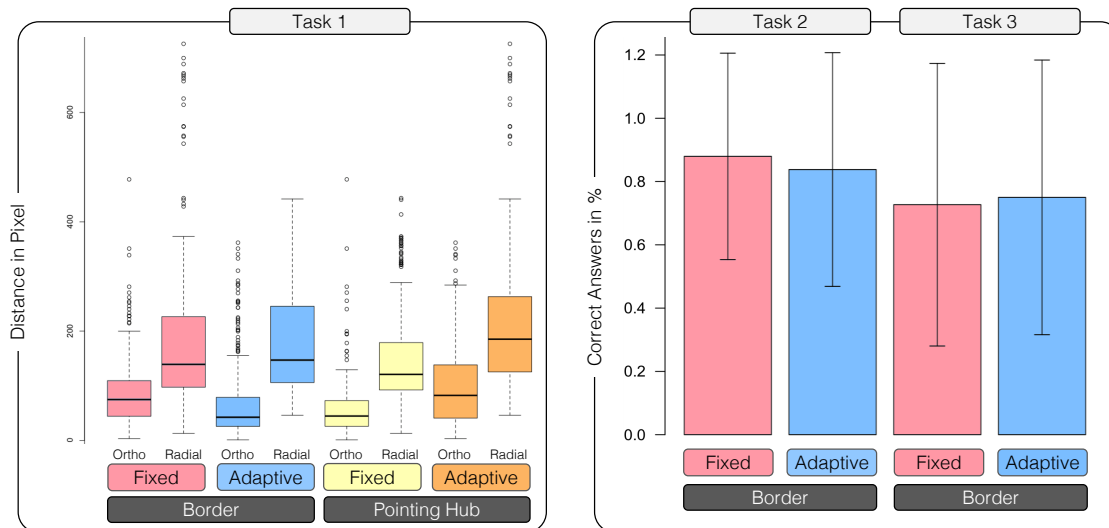 Task 1
Distance in Pixel
600
400
200
0
Ortho Radial Ortho Radial Ortho Radial Ortho Radial
Fixed Adaptive Fixed Adaptive
Border Pointing Hub
Task 2 Task 3
Correct Answers in %
1.2
1.0
0.8
0.6
0.4
0.2
0.0
Fixed Adaptive Fixed Adaptive
Border Border